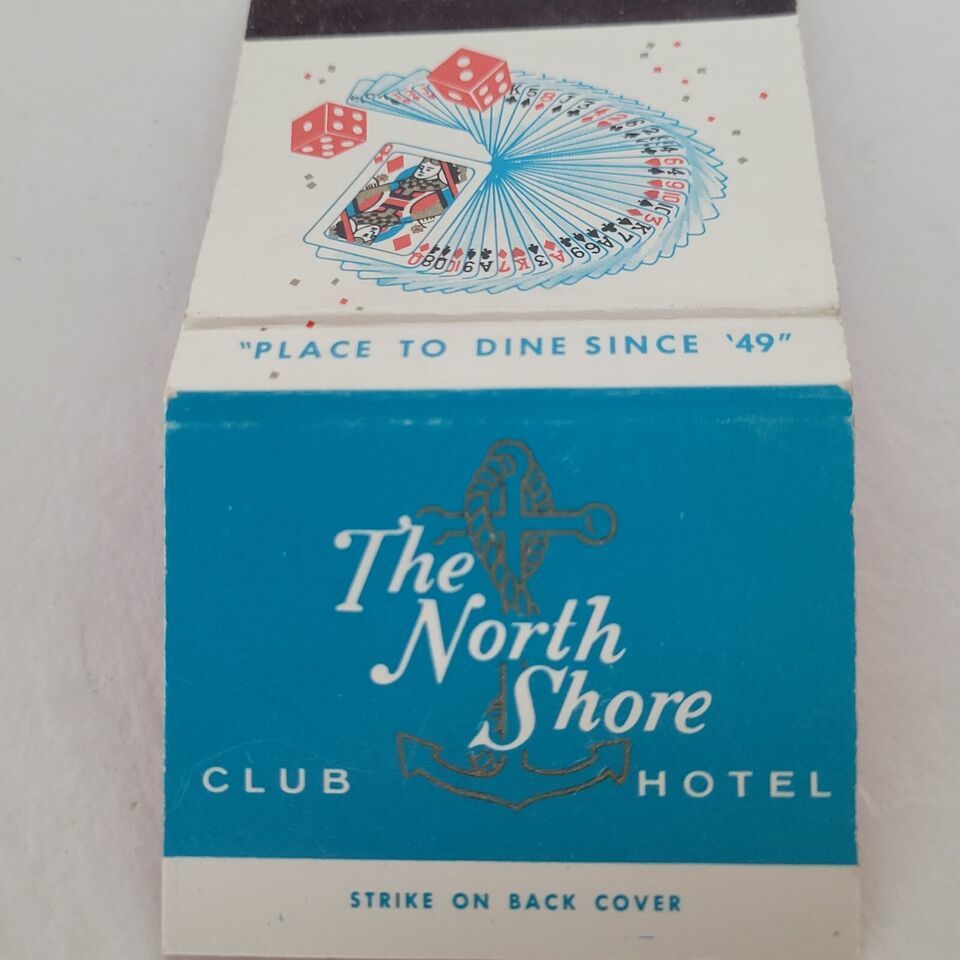 "PLACE TO DINE SINCE '49"
The
North
Shore
CLUB HOTEL
STRIKE ON BACK COVER